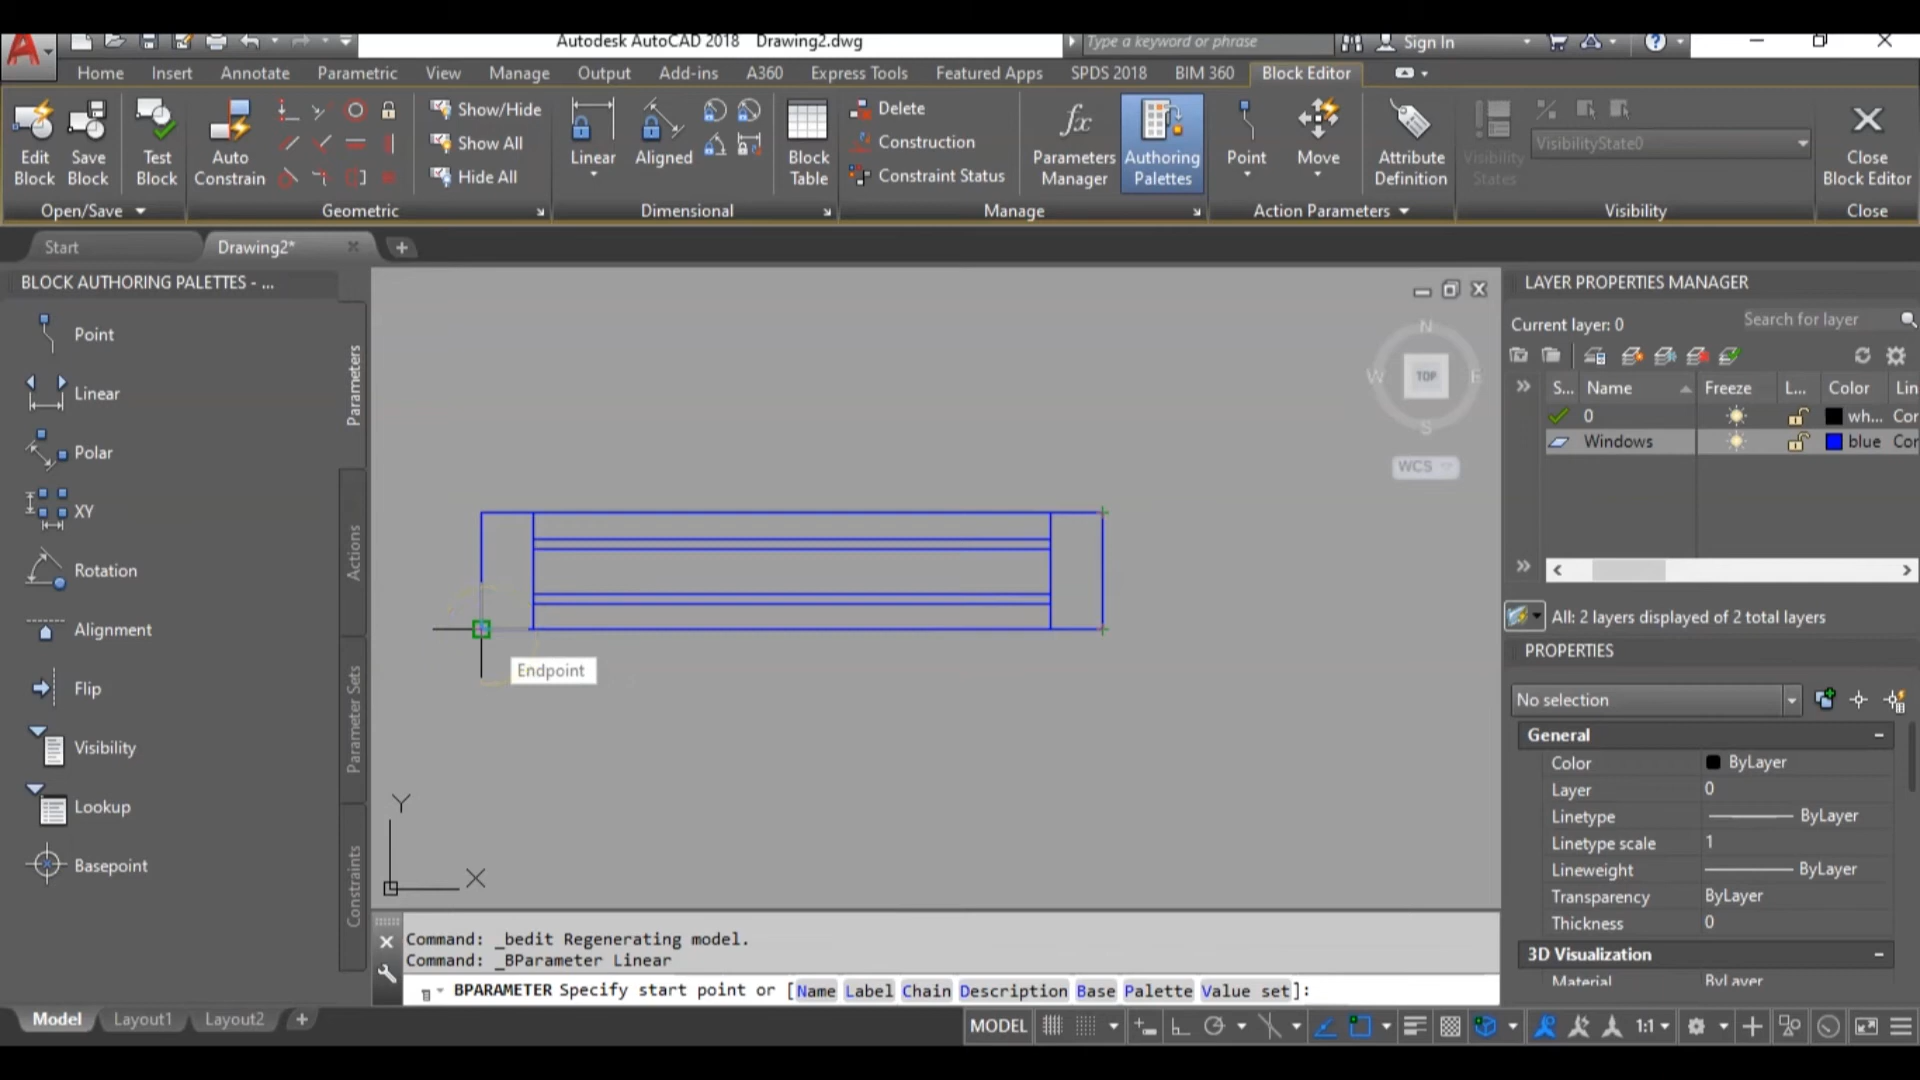 Autodesk AutoCAD 2018 Drawing2.dwg
Type a keyword or phrase
Sign In
Home Insert Annotate Parametric View Manage Output Add-ins A360 Express Tools Featured Apps SPDS 2018 BIM 360 Block Editor
Edit Block
Save Block
Test Block
Auto Constrain
Show/Hide
Show All
Hide All
Linear
Aligned
Block Table
Delete
Construction
Constraint Status
fx
Parameters Manager
Authoring Palettes
Point
Move
Attribute Definition
Visibility States
VisibilityState0
Close Block Editor
Open/Save
Geometric
Dimensional
Manage
Action Parameters
Visibility
Close
Start
Drawing2*
BLOCK AUTHORING PALETTES - ...
Point
Linear
Polar
XY
Rotation
Alignment
Flip
Visibility
Lookup
Basepoint
Parameters
Actions
Parameter Sets
Constraints
N
W
TOP
E
S
WCS
Endpoint
Y
X
Command: _bedit Regenerating model.
Command: _BParameter Linear
BPARAMETER Specify start point or [Name Label Chain Description Base Palette Value set]:
LAYER PROPERTIES MANAGER
Current layer: 0
Search for layer
S... Name Freeze L... Color Lin
0 wh... Cor
Windows blue Cor
All: 2 layers displayed of 2 total layers
PROPERTIES
No selection
General
Color ByLayer
Layer 0
Linetype ByLayer
Linetype scale 1
Lineweight ByLayer
Transparency ByLayer
Thickness 0
3D Visualization
Material ByLayer
Model Layout1 Layout2
MODEL
1:1